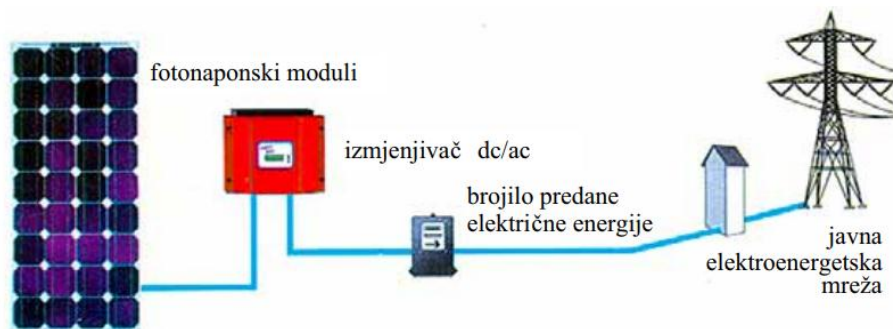 fotonaponski moduli
izmjenjivač dc/ac
brojilo predane
električne energije
javna
elektroenergetska
mreža